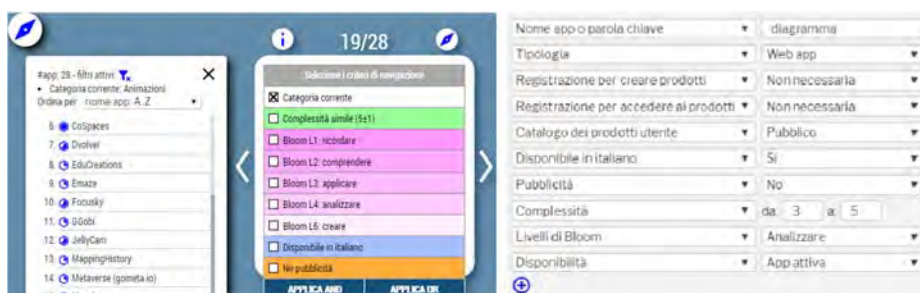 #app: 28 - filtri attivi:
Categoria corrente: Animazioni
Ordina per nome app: A..Z
6. CoSpaces
7. Dvolvel
8. EduCreations
9. Emaze
10. Focusky
11. GGobi
12. JellyCam
13. MappingHistory
14. Metaverse (gometa.io)
19/28
Selezione i criteri di navigazione
Categoria corrente
Complessità simile (5±1)
Bloom L1: ricordare
Bloom L2: comprendere
Bloom L3: applicare
Bloom L4: analizzare
Bloom L6: creare
Disponibile in italiano
No pubblicità
APPLICA AND APPLICA OR
Nome app o parola chiave diagramma
Tipologia Web app
Registrazione per creare prodotti Non necessaria
Registrazione per accedere ai prodotti Non necessaria
Catalogo dei prodotti utente Pubblico
Disponibile in italiano Sì
Pubblicità No
Complessità da: 3 a: 5
Livelli di Bloom Analizzare
Disponibilità App attiva